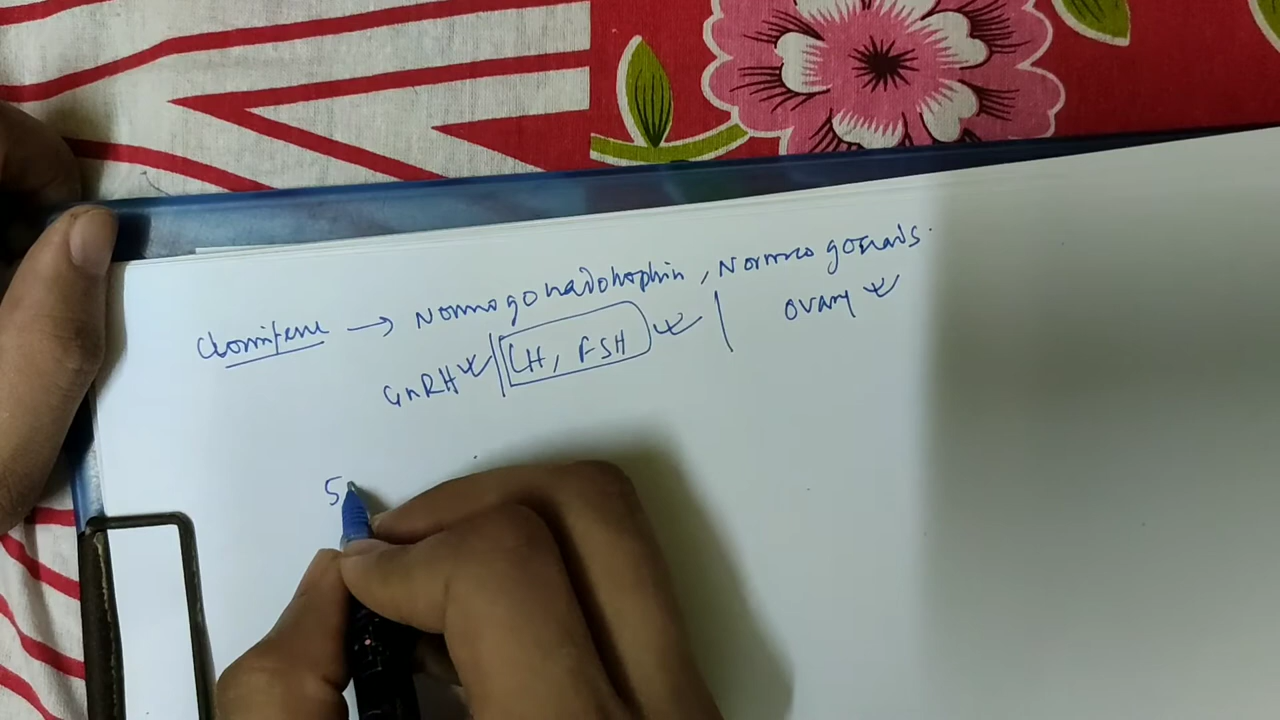 Clomifene → Normogonadotrophin, Normogonads.
GnRH | LH, FSH | ovary
5